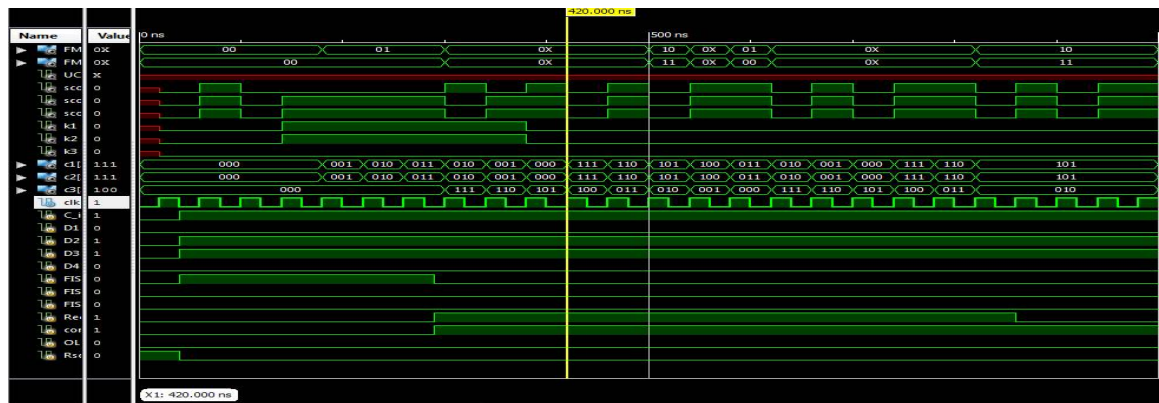 420.000 ns
Name Value 0 ns 500 ns
FM 0X 00 01 0X 10 0X 01 0X 10
FM 0X 00 0X 11 0X 00 0X 11
UC X
scc 0
scc 0
scc 0
k1 0
k2 0
k3 0
c1[ 111 000 001 010 011 010 001 000 111 110 101 100 011 010 001 000 111 110 101
c2[ 111 000 001 010 011 010 001 000 111 110 101 100 011 010 001 000 111 110 101
c3[ 100 000 111 110 101 100 011 010 001 000 111 110 101 100 011 010
clk 1
C_i 1
D1 0
D2 1
D3 1
D4 0
FIS 0
FIS 0
FIS 0
Re 1
cor 1
OL 0
Rse 0
X1: 420.000 ns